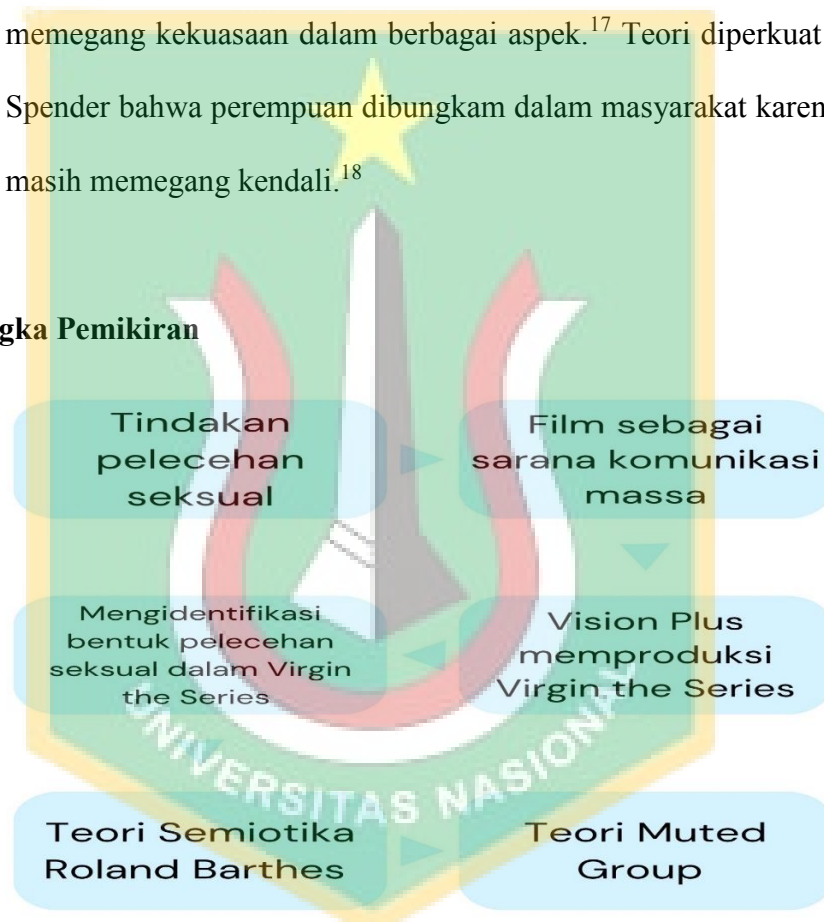 memegang kekuasaan dalam berbagai aspek.17 Teori diperkuat
Spender bahwa perempuan dibungkam dalam masyarakat karen
masih memegang kendali.18
ngka Pemikiran
Tindakan
pelecehan
seksual
Film sebagai
sarana komunikasi
massa
Vision Plus
memproduksi
Virgin the Series
Mengidentifikasi
bentuk pelecehan
seksual dalam Virgin
the Series
Teori Semiotika
Roland Barthes
Teori Muted
Group
UNIVERSITAS NASIONAL